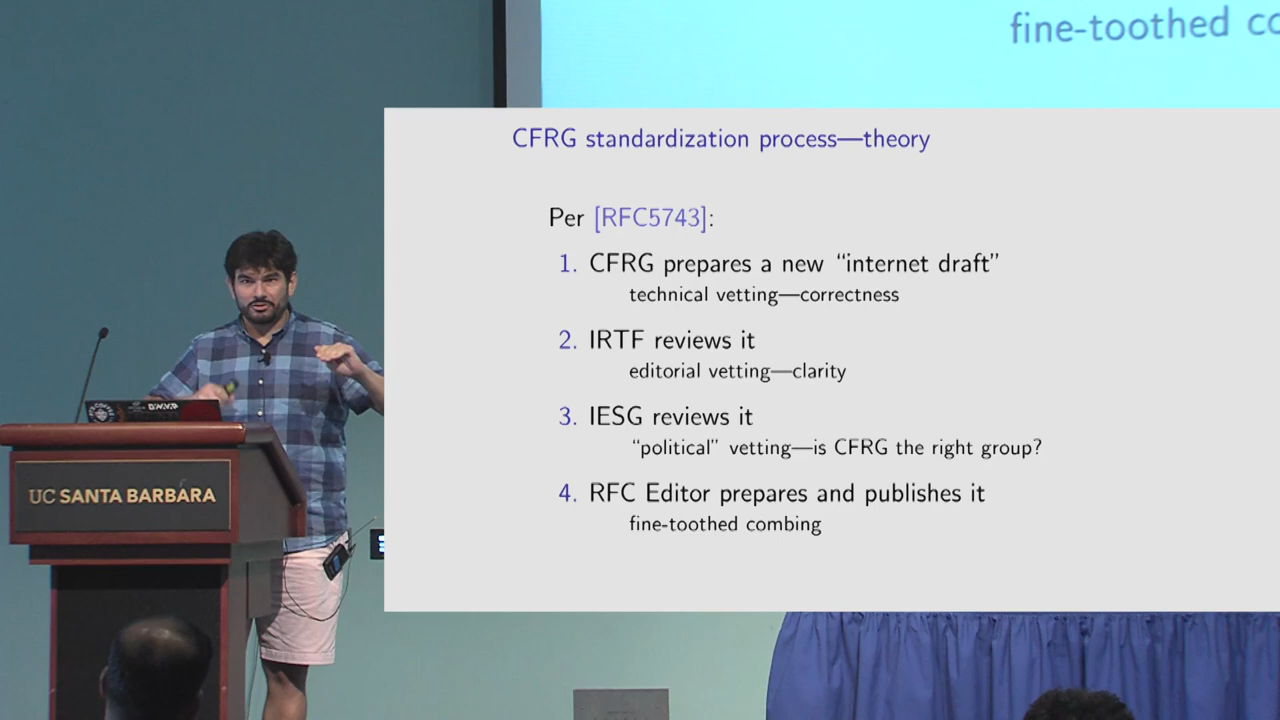 fine-toothed
CFRG standardization process—theory
Per [RFC5743]:
1. CFRG prepares a new “internet draft”
technical vetting—correctness
2. IRTF reviews it
editorial vetting—clarity
3. IESG reviews it
“political” vetting—is CFRG the right group?
4. RFC Editor prepares and publishes it
fine-toothed combing
UC SANTA BARBARA